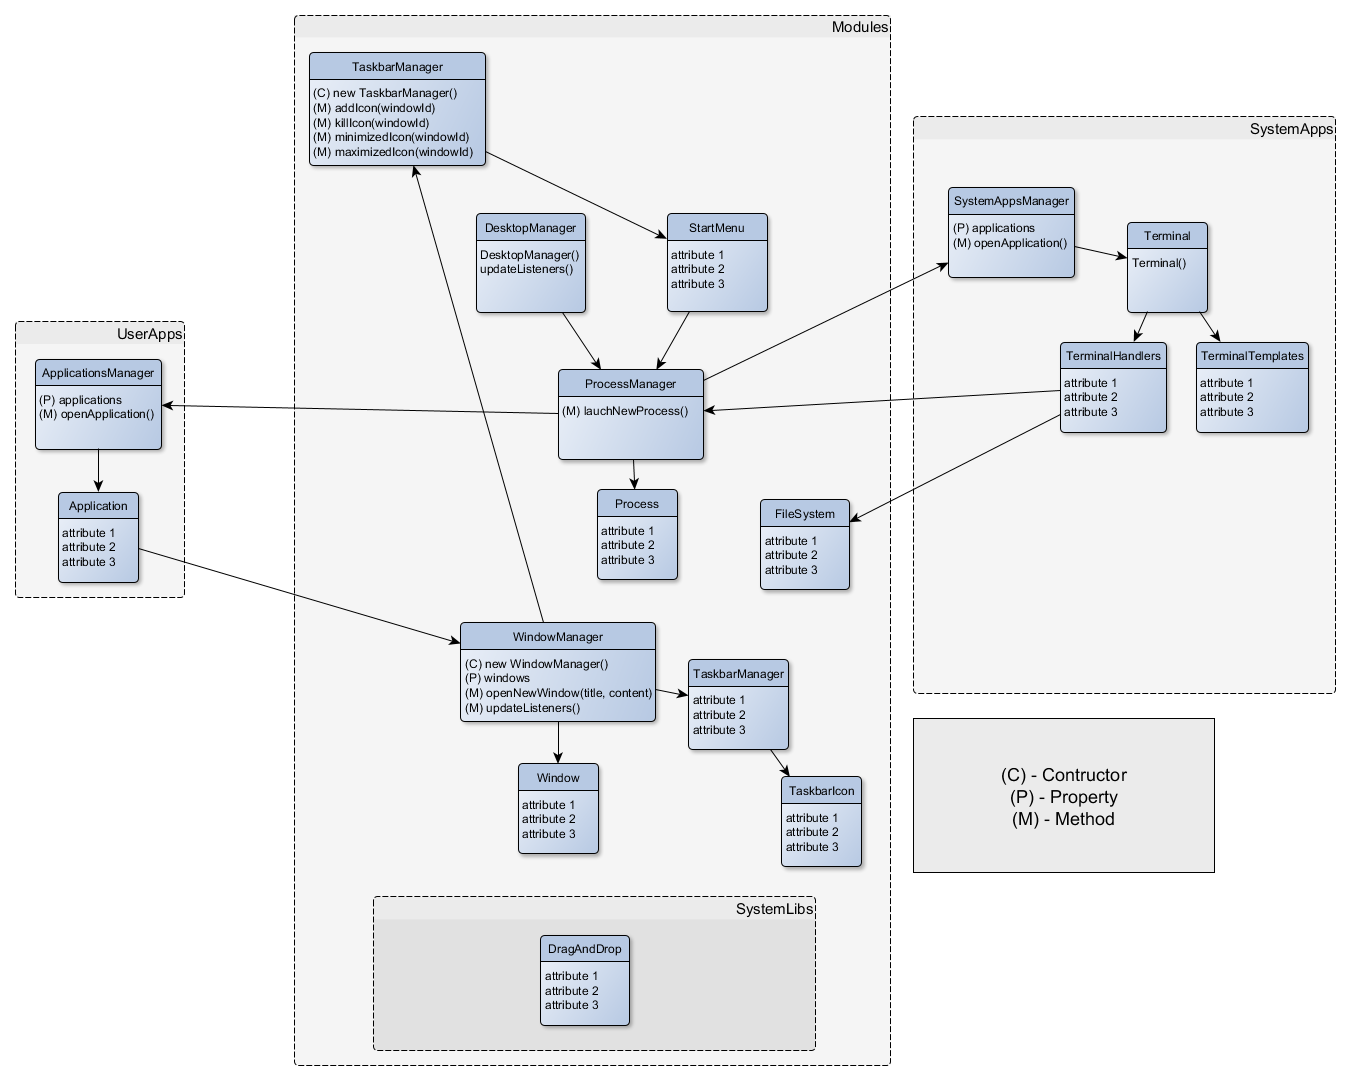 Modules
TaskbarManager
(C) new TaskbarManager()
(M) addIcon(windowId)
(M) killIcon(windowId)
(M) minimizedIcon(windowId)
(M) maximizedIcon(windowId)
DesktopManager
DesktopManager()
updateListeners()
StartMenu
attribute 1
attribute 2
attribute 3
SystemApps
SystemAppsManager
(P) applications
(M) openApplication()
Terminal
Terminal()
TerminalHandlers
attribute 1
attribute 2
attribute 3
TerminalTemplates
attribute 1
attribute 2
attribute 3
UserApps
ApplicationsManager
(P) applications
(M) openApplication()
Application
attribute 1
attribute 2
attribute 3
ProcessManager
(M) lauchNewProcess()
Process
attribute 1
attribute 2
attribute 3
FileSystem
attribute 1
attribute 2
attribute 3
WindowManager
(C) new WindowManager()
(P) windows
(M) openNewWindow(title, content)
(M) updateListeners()
TaskbarManager
attribute 1
attribute 2
attribute 3
Window
attribute 1
attribute 2
attribute 3
TaskbarIcon
attribute 1
attribute 2
attribute 3
(C) - Contructor
(P) - Property
(M) - Method
SystemLibs
DragAndDrop
attribute 1
attribute 2
attribute 3